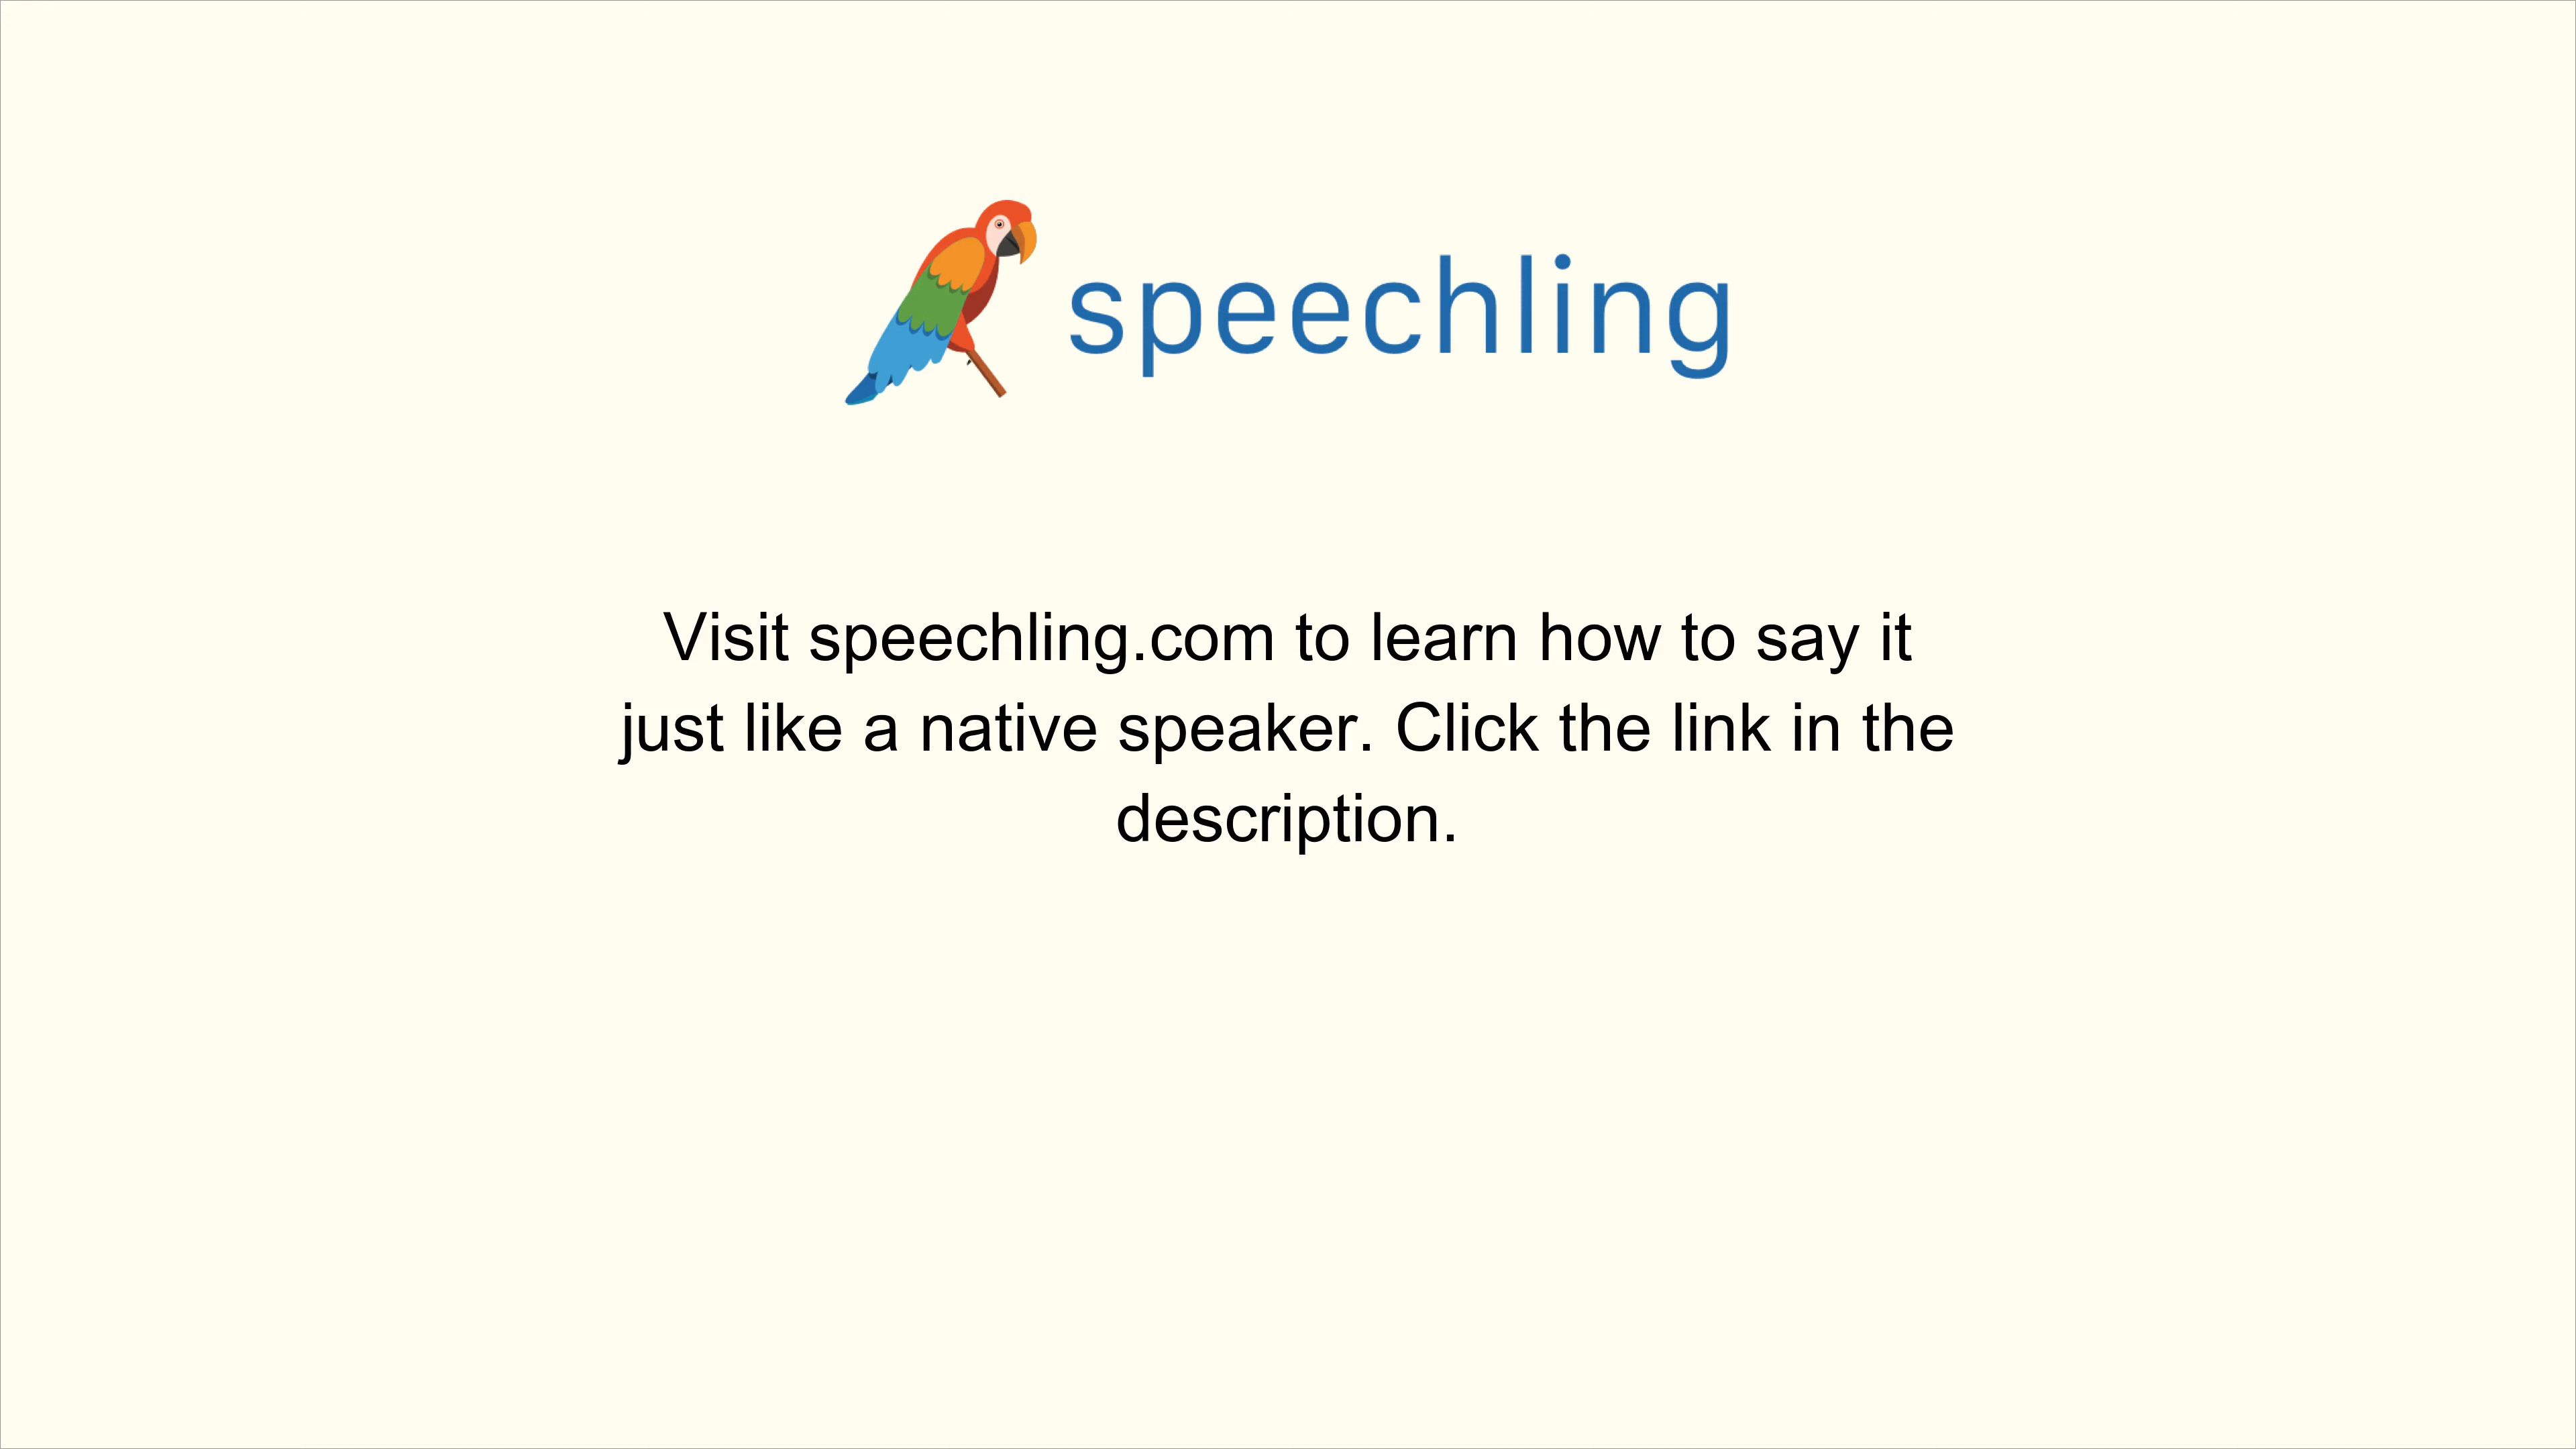 speechling
Visit speechling.com to learn how to say it
just like a native speaker. Click the link in the
description.